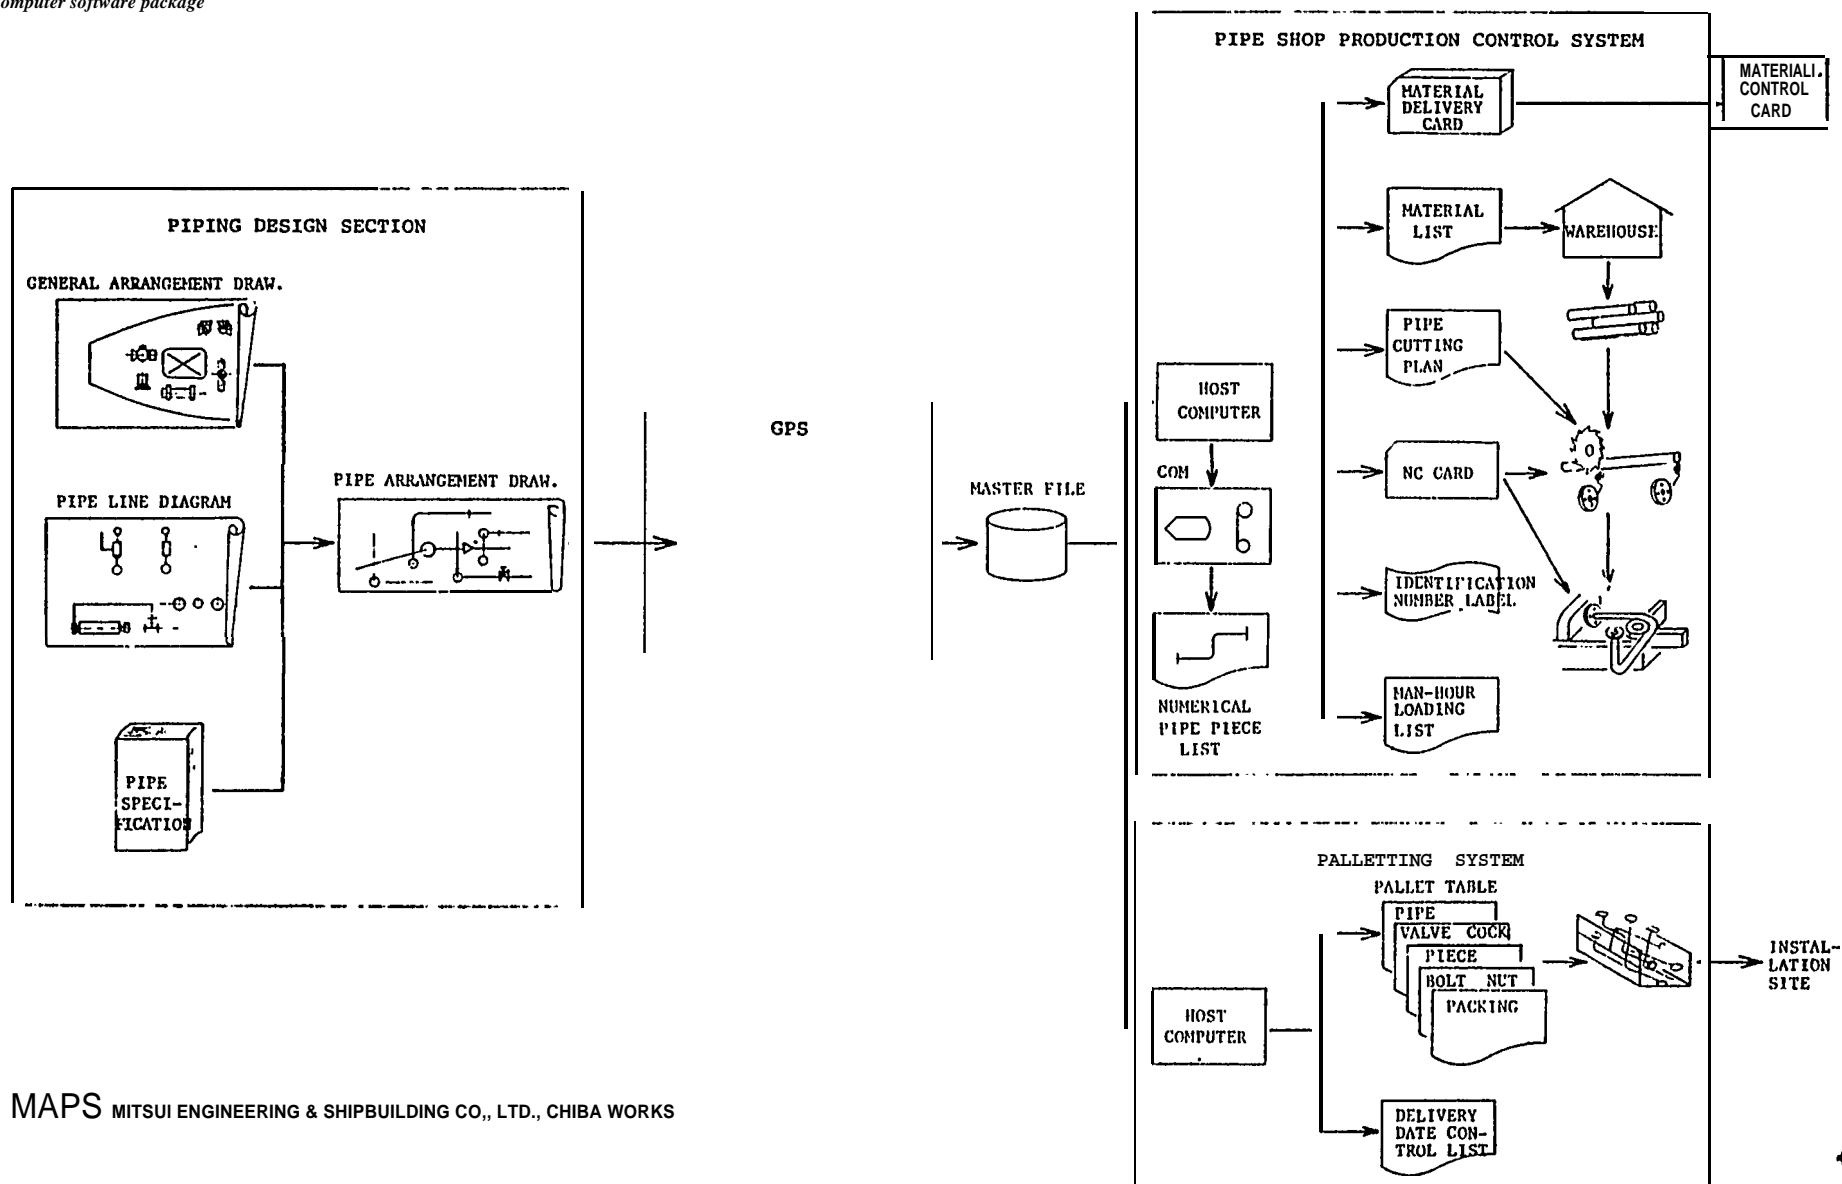 omputer software package
PIPE SHOP PRODUCTION CONTROL SYSTEM
MATERIAL
DELIVERY
CARD
MATERIALI.
CONTROL
CARD
MATERIAL
LIST
WAREHOUSE
PIPE
CUTTING
PLAN
HOST
COMPUTER
COM
NC CARD
IDENTIFICATION
NUMBER LABEL
NUMERICAL
PIPE PIECE
LIST
MAN-HOUR
LOADING
LIST
PIPING DESIGN SECTION
GENERAL ARRANGEMENT DRAW.
PIPE LINE DIAGRAM
PIPE ARRANGEMENT DRAW.
PIPE
SPECI-
FICATION
GPS
MASTER FILE
PALLETTING SYSTEM
PALLET TABLE
PIPE
VALVE COCK
PIECE
BOLT NUT
PACKING
INSTAL-
LATION
SITE
HOST
COMPUTER
DELIVERY
DATE CON-
TROL LIST
MAPS MITSUI ENGINEERING & SHIPBUILDING CO,, LTD., CHIBA WORKS